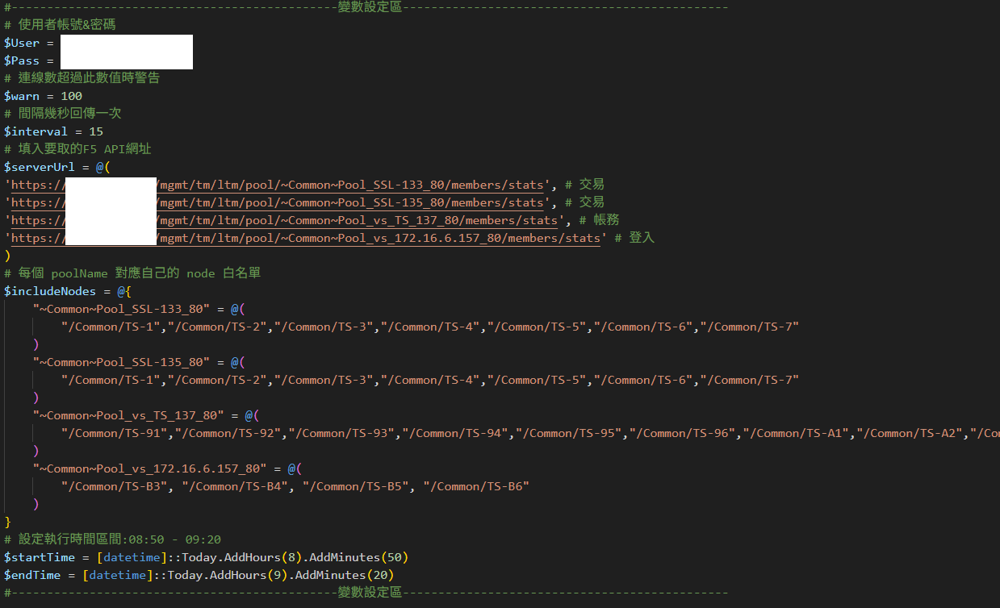 #----------------------------------------------變數設定區----------------------------------------------
# 使用者帳號&密碼
$User =
$Pass =
# 連線數超過此數值時警告
$warn = 100
# 間隔幾秒回傳一次
$interval = 15
# 填入要取的F5 API網址
$serverUrl = @(
'https:// /mgmt/tm/ltm/pool/~Common~Pool_SSL-133_80/members/stats', # 交易
'https:// /mgmt/tm/ltm/pool/~Common~Pool_SSL-135_80/members/stats', # 交易
'https:// /mgmt/tm/ltm/pool/~Common~Pool_vs_TS_137_80/members/stats', # 帳務
'https:// /mgmt/tm/ltm/pool/~Common~Pool_vs_172.16.6.157_80/members/stats' # 登入
)
# 每個 poolName 對應自己的 node 白名單
$includeNodes = @{
"~Common~Pool_SSL-133_80" = @(
"/Common/TS-1","/Common/TS-2","/Common/TS-3","/Common/TS-4","/Common/TS-5","/Common/TS-6","/Common/TS-7"
)
"~Common~Pool_SSL-135_80" = @(
"/Common/TS-1","/Common/TS-2","/Common/TS-3","/Common/TS-4","/Common/TS-5","/Common/TS-6","/Common/TS-7"
)
"~Common~Pool_vs_TS_137_80" = @(
"/Common/TS-91","/Common/TS-92","/Common/TS-93","/Common/TS-94","/Common/TS-95","/Common/TS-96","/Common/TS-A1","/Common/TS-A2","/Co
)
"~Common~Pool_vs_172.16.6.157_80" = @(
"/Common/TS-B3", "/Common/TS-B4", "/Common/TS-B5", "/Common/TS-B6"
)
}
# 設定執行時間區間:08:50 - 09:20
$startTime = [datetime]::Today.AddHours(8).AddMinutes(50)
$endTime = [datetime]::Today.AddHours(9).AddMinutes(20)
#----------------------------------------------變數設定區----------------------------------------------